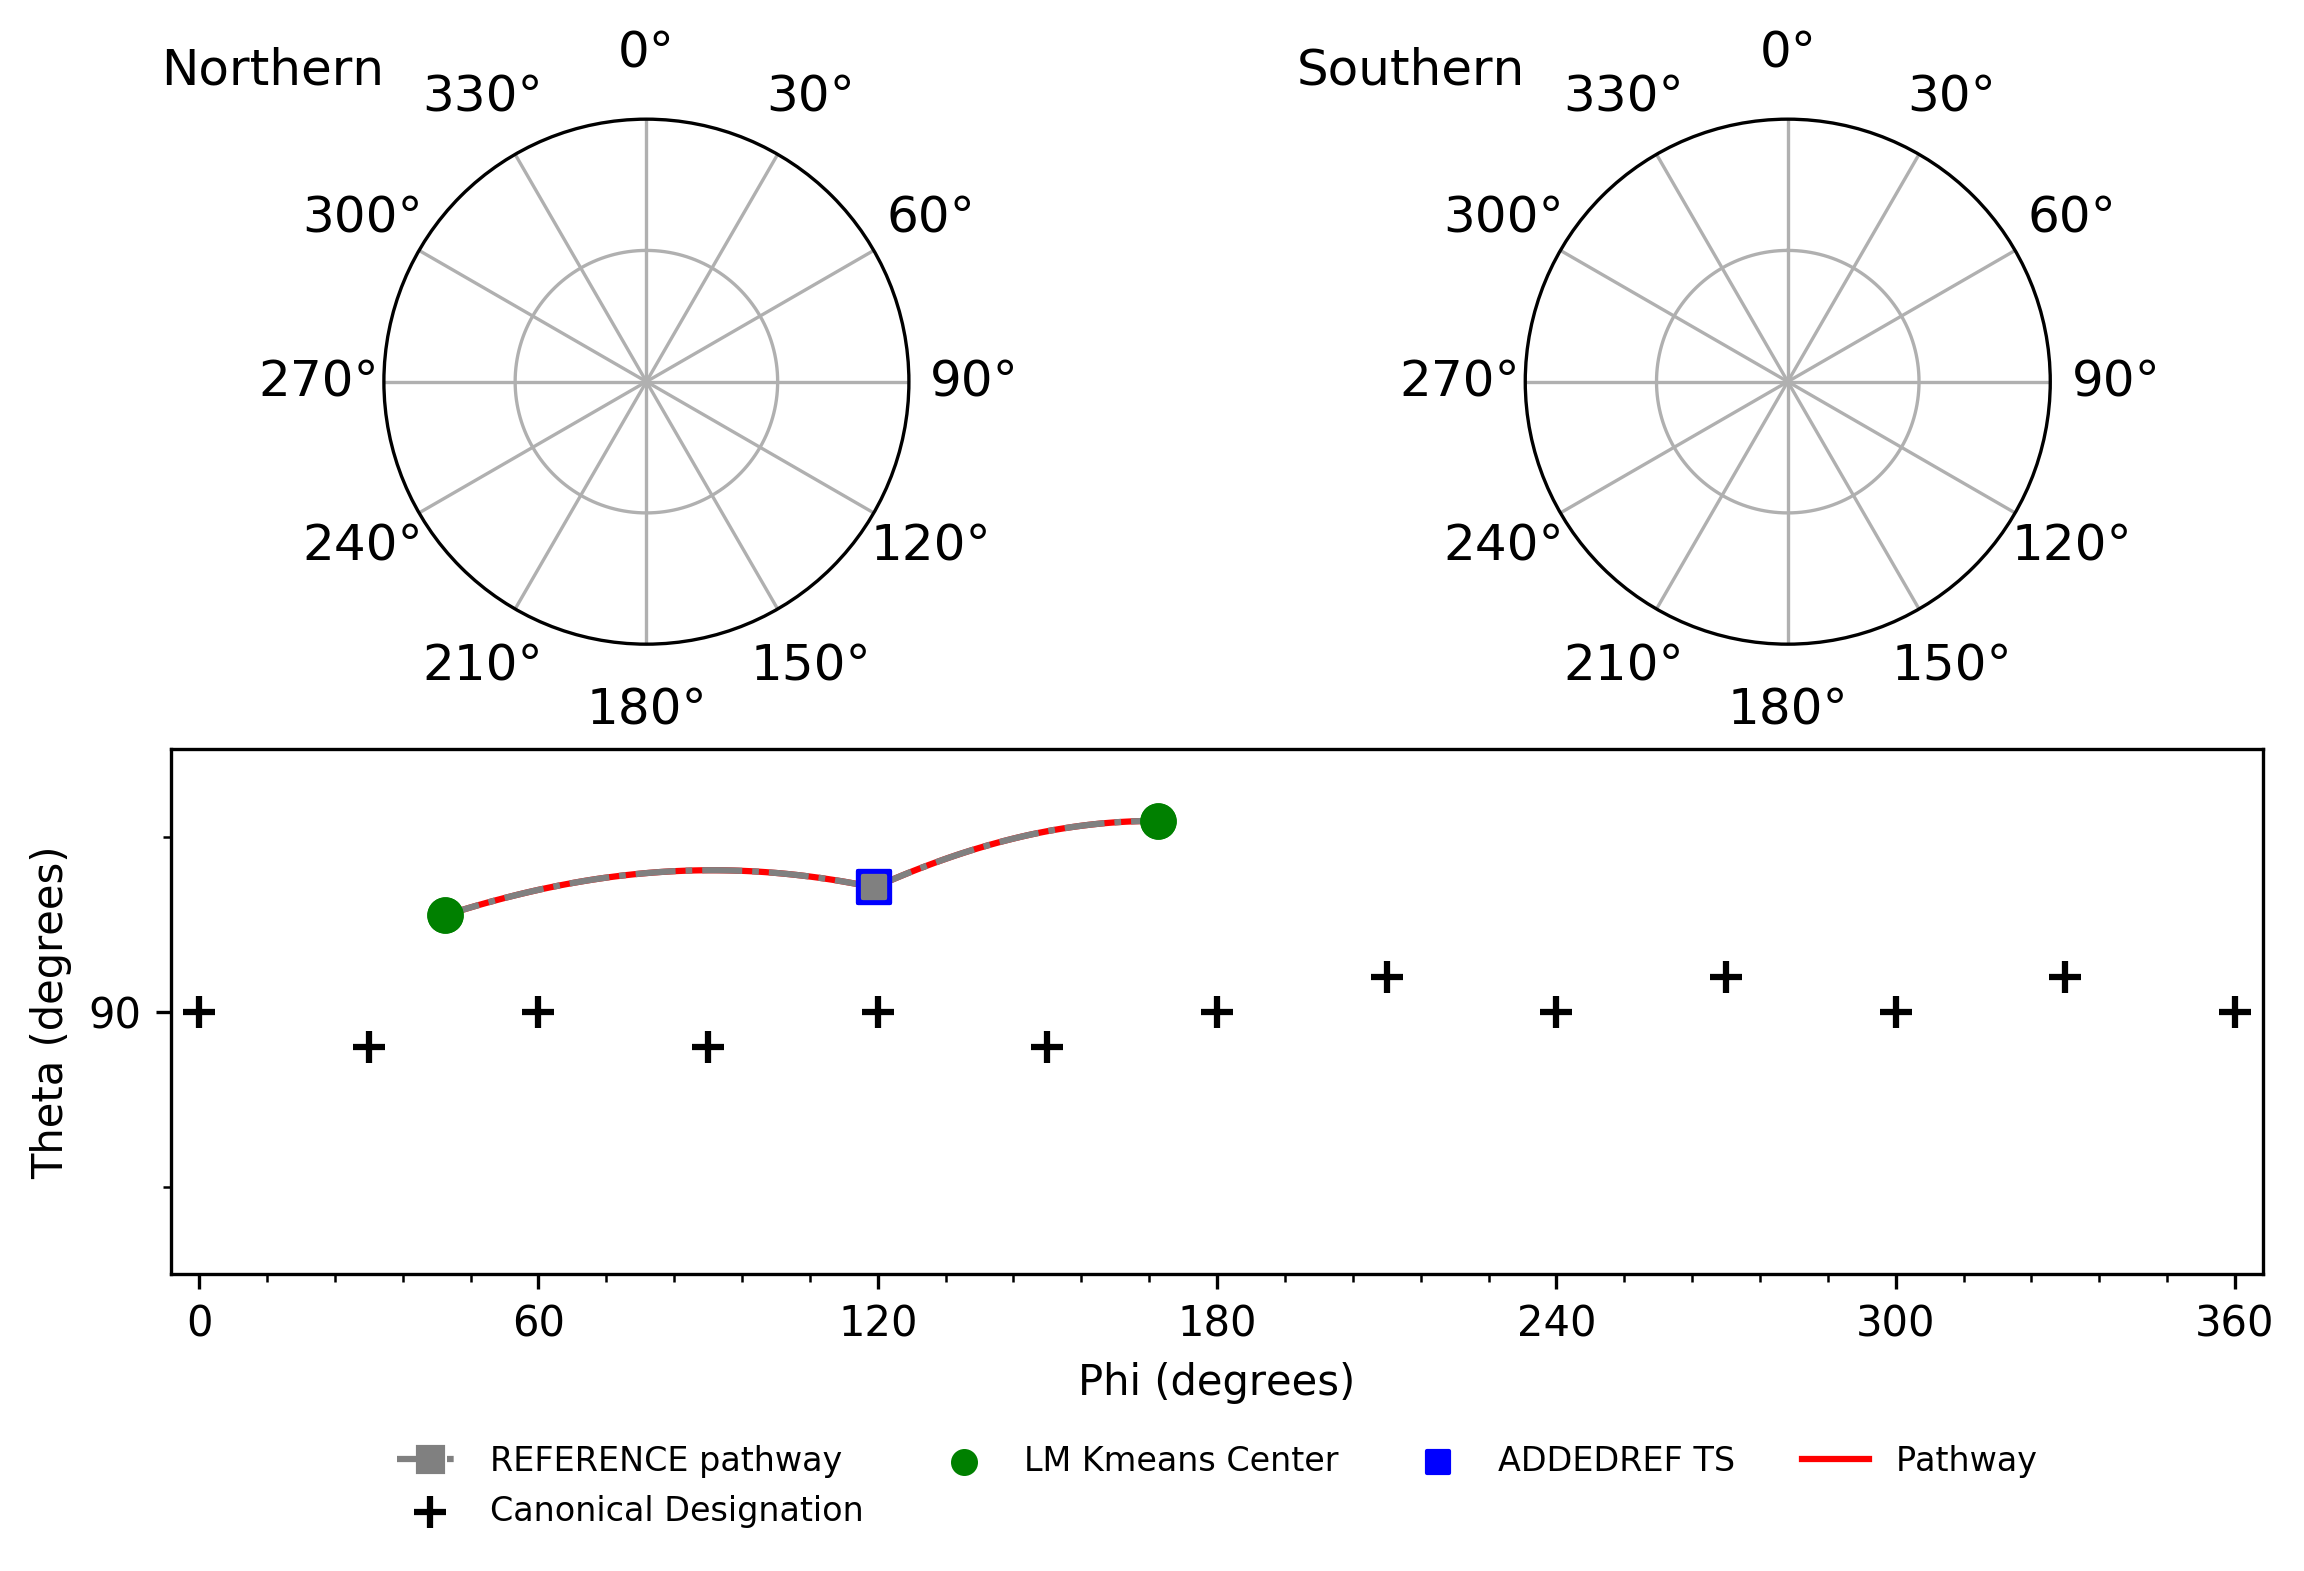 Northern
0°
330°
30°
300°
60°
270°
90°
240°
120°
210°
150°
180°
Southern
0°
330°
30°
300°
60°
270°
90°
240°
120°
210°
150°
180°
Theta (degrees)
90
0 60 120 180 240 300 360
Phi (degrees)
REFERENCE pathway
Canonical Designation
LM Kmeans Center
ADDEDREF TS
Pathway